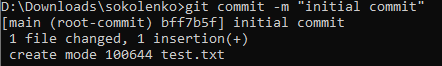 D:\Downloads\sokolenko>git commit -m "initial commit"
[main (root-commit) bff7b5f] initial commit
 1 file changed, 1 insertion(+)
 create mode 100644 test.txt